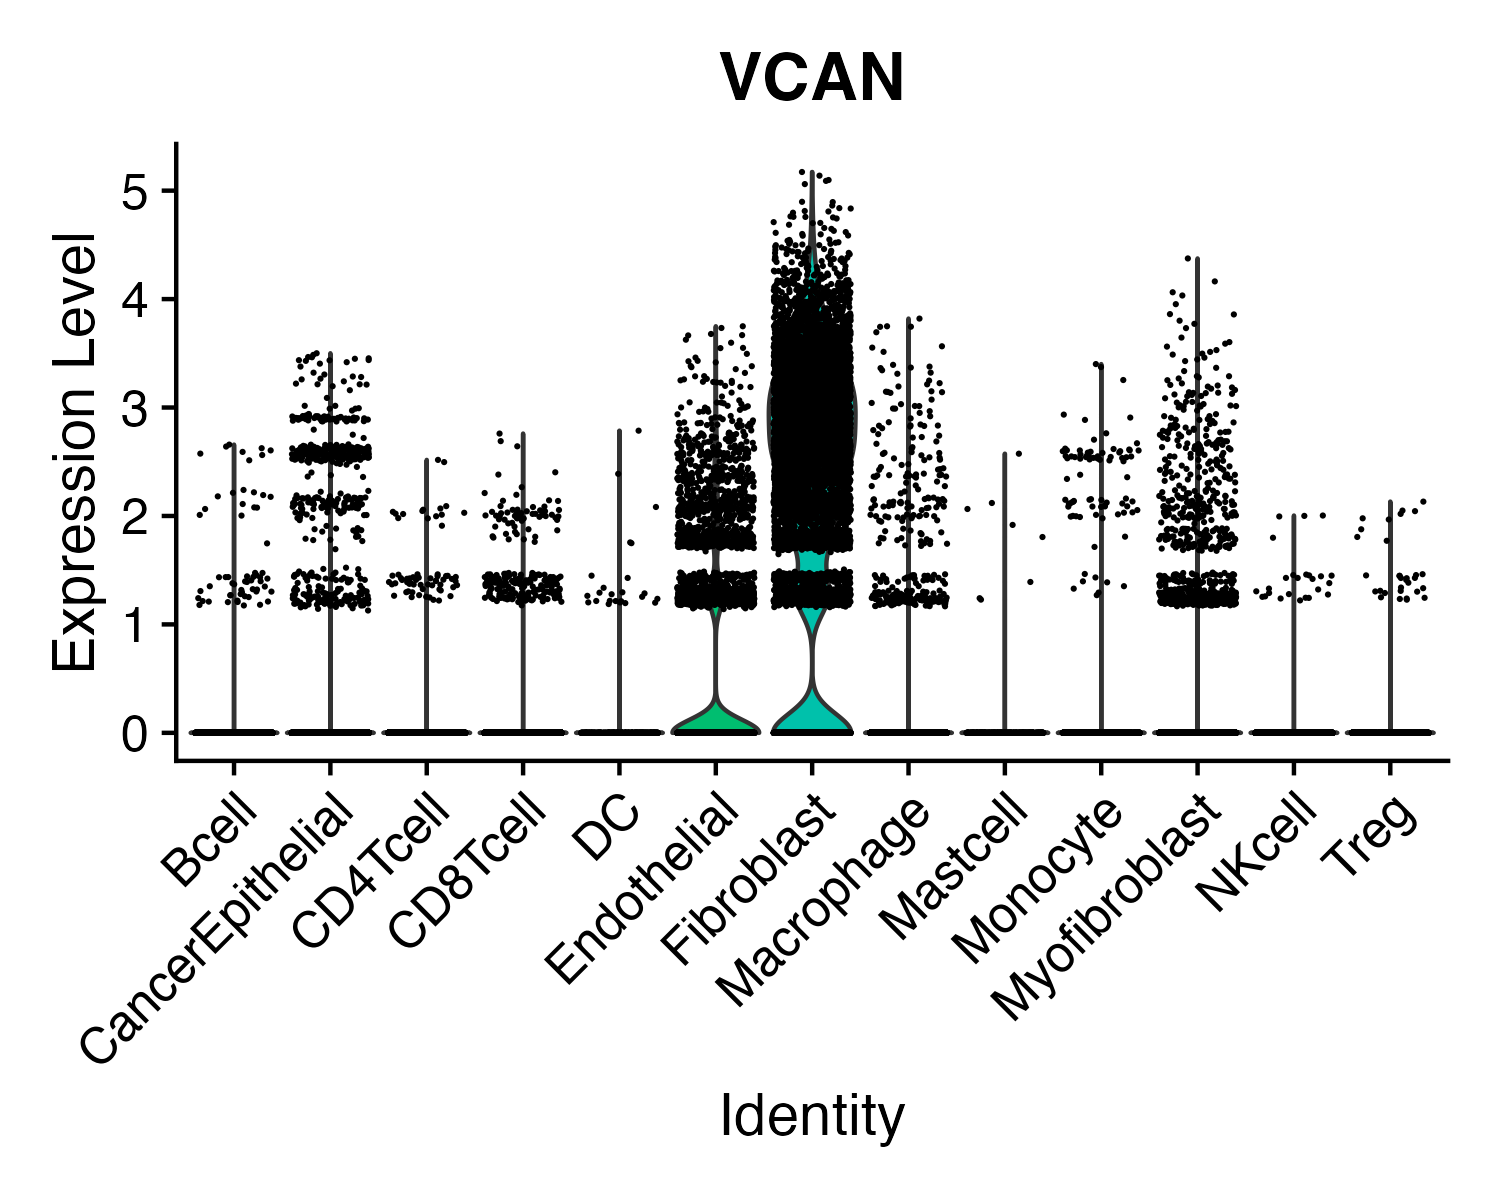 VCAN
Expression Level
5
4
3
2
1
0
Bcell
CancerEpithelial
CD4Tcell
CD8Tcell
DC
Endothelial
Fibroblast
Macrophage
Mastcell
Monocyte
Myofibroblast
NKcell
Treg
Identity